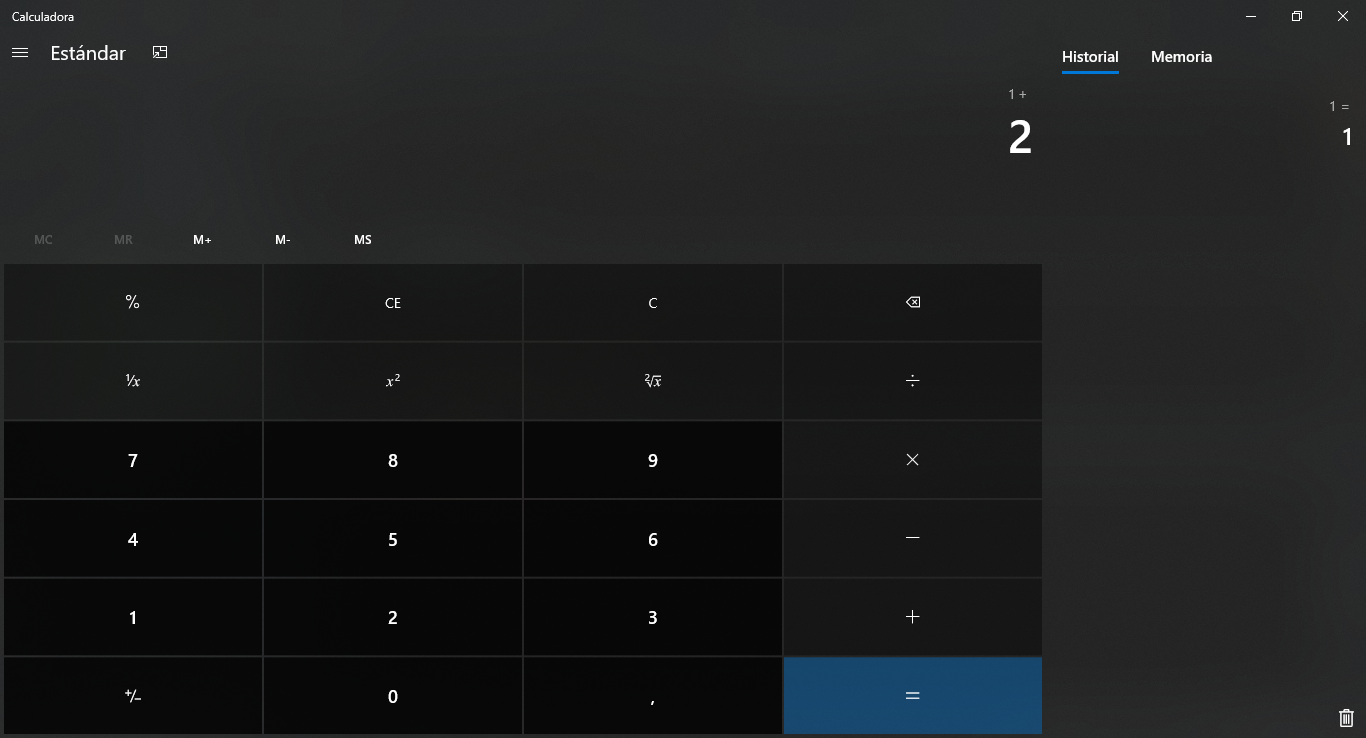 Calculadora
Estándar
Historial Memoria
1 +
2
1 =
1
MC MR M+ M- MS
% CE C
¹/x x² ²√x ÷
7 8 9 ×
4 5 6 −
1 2 3 +
+/− 0 , =